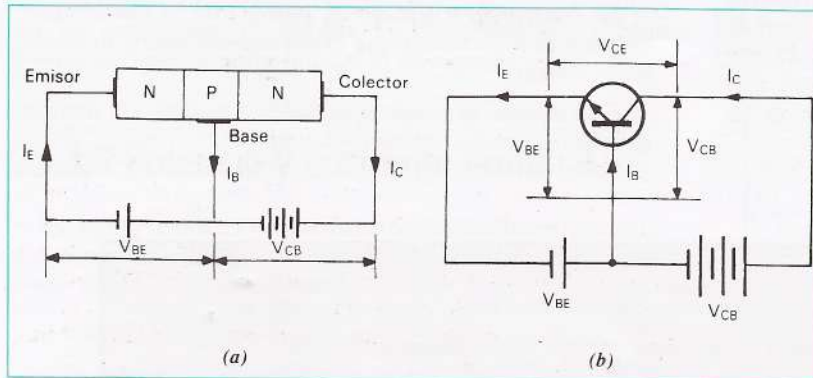 Emisor
N
P
N
Colector
Base
I_E
I_B
I_C
V_BE
V_CB
(a)
V_CE
I_E
I_C
V_BE
I_B
V_CB
V_BE
V_CB
(b)